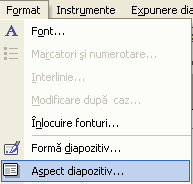 Format Instrumente Expunere dia
Font...
Marcatori și numerotare...
Interlinie...
Modificare după caz...
Înlocuire fonturi...
Formă diapozitiv...
Aspect diapozitiv...